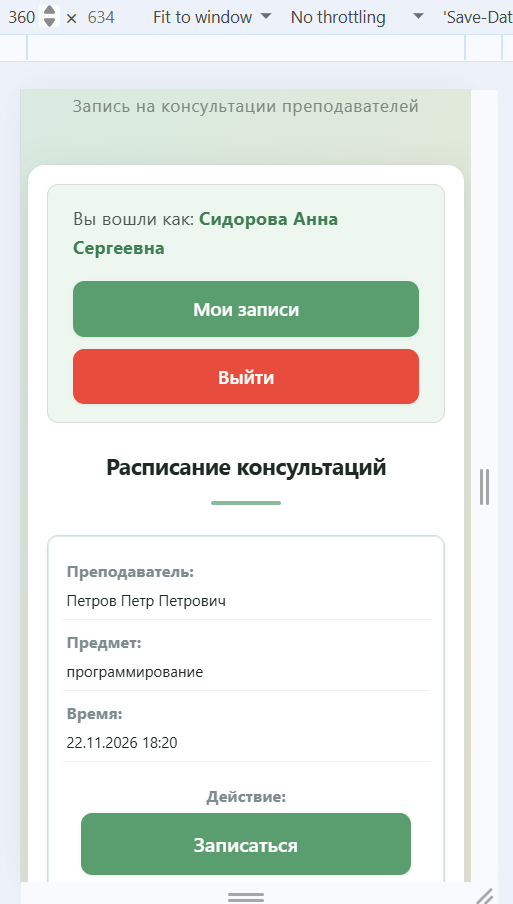 360 × 634 Fit to window No throttling 'Save-Dat
Запись на консультации преподавателей
Вы вошли как: Сидорова Анна
Сергеевна
Мои записи
Выйти
Расписание консультаций
Преподаватель:
Петров Петр Петрович
Предмет:
программирование
Время:
22.11.2026 18:20
Действие:
Записаться